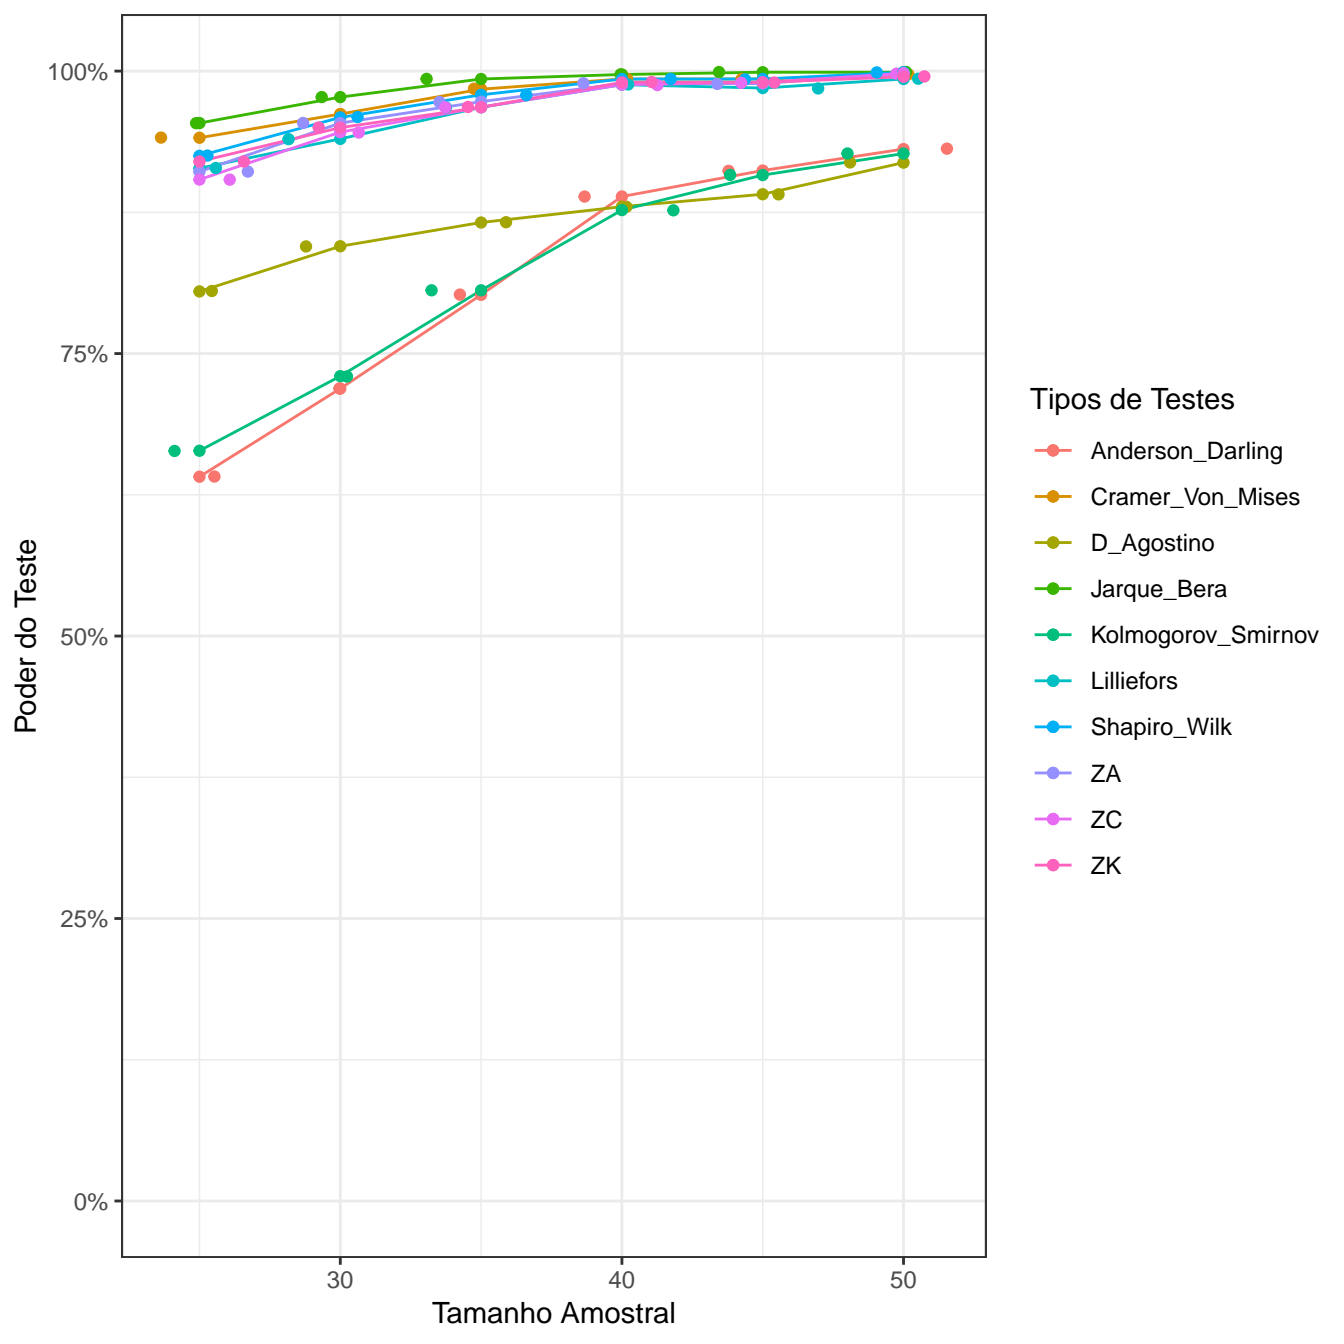 100%
75%
50%
25%
0%
Poder do Teste
30
40
50
Tamanho Amostral
Tipos de Testes
Anderson_Darling
Cramer_Von_Mises
D_Agostino
Jarque_Bera
Kolmogorov_Smirnov
Lilliefors
Shapiro_Wilk
ZA
ZC
ZK